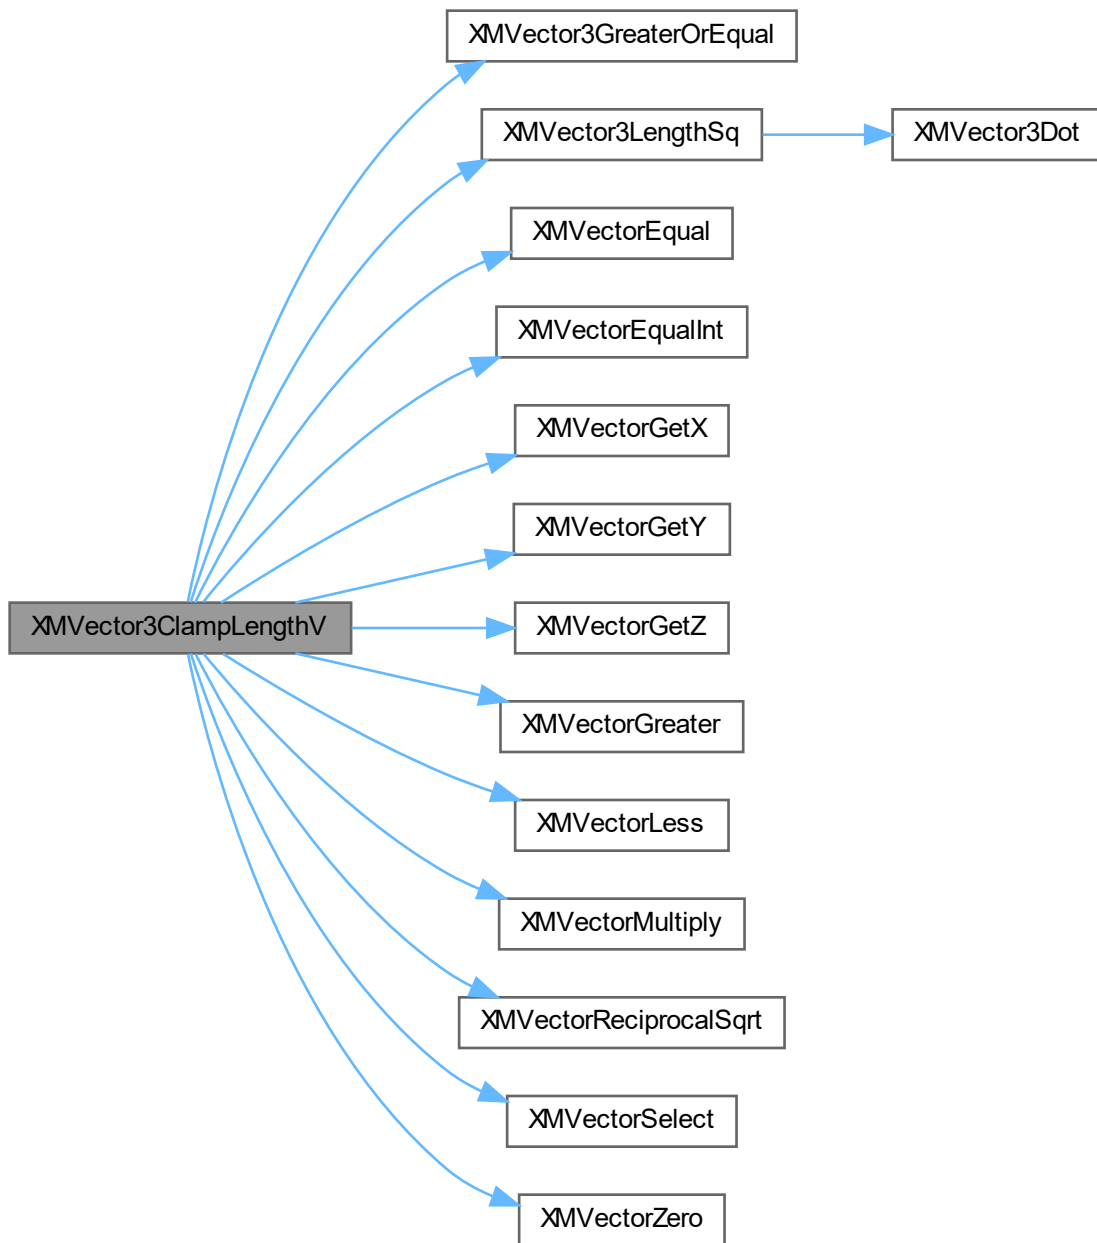 XMVector3GreaterOrEqual
XMVector3LengthSq
XMVector3Dot
XMVectorEqual
XMVectorEqualInt
XMVectorGetX
XMVectorGetY
XMVector3ClampLengthV
XMVectorGetZ
XMVectorGreater
XMVectorLess
XMVectorMultiply
XMVectorReciprocalSqrt
XMVectorSelect
XMVectorZero